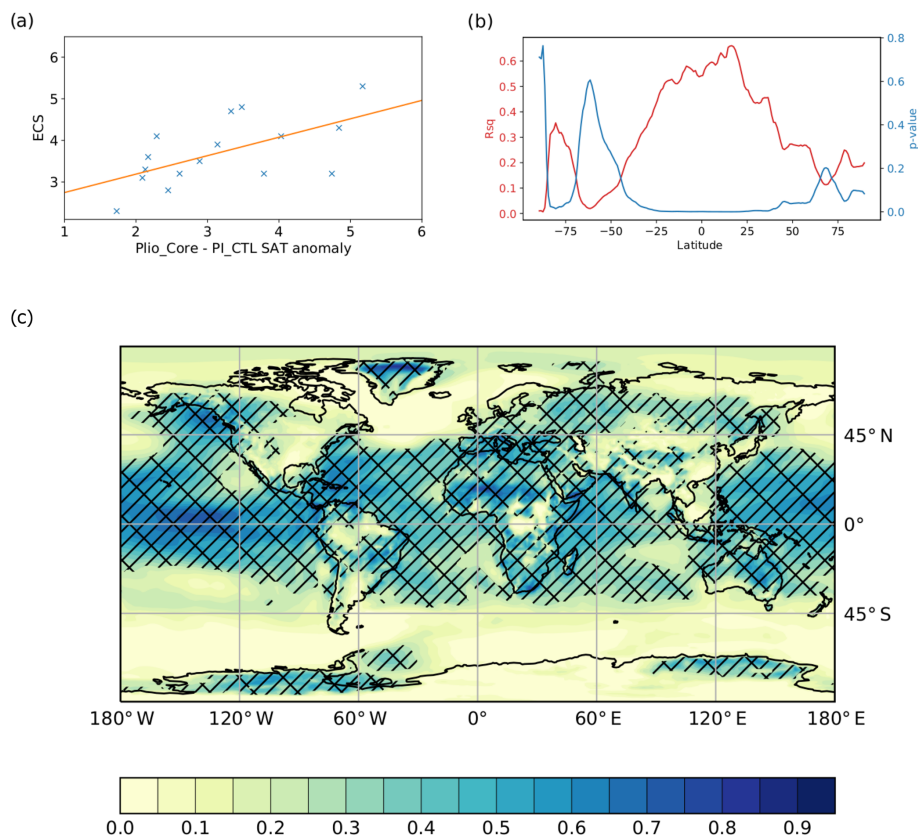 (a)
6
5
4
3
ECS
1 2 3 4 5 6
Plio_Core - PI_CTL SAT anomaly
(b)
0.6
0.5
0.4
0.3
0.2
0.1
0.0
Rsq
0.8
0.6
0.4
0.2
0.0
p-value
−75 −50 −25 0 25 50 75
Latitude
(c)
45°N
0°
45°S
180°W 120°W 60°W 0° 60°E 120°E 180°E
0.0 0.1 0.2 0.3 0.4 0.5 0.6 0.7 0.8 0.9